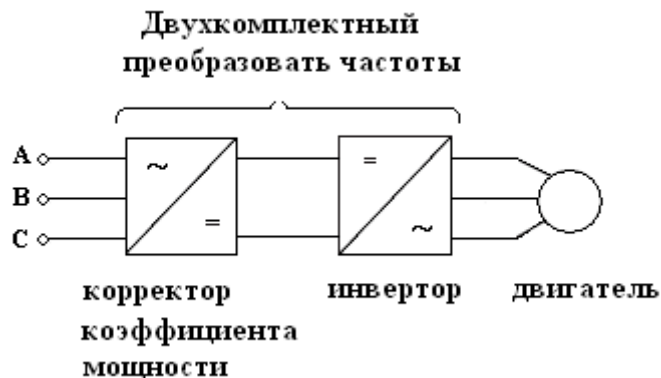 Двухкомплектный
преобразовать частоты
A
~
=
B
=
~
C
корректор
коэффициента
мощности
инвертор
двигатель